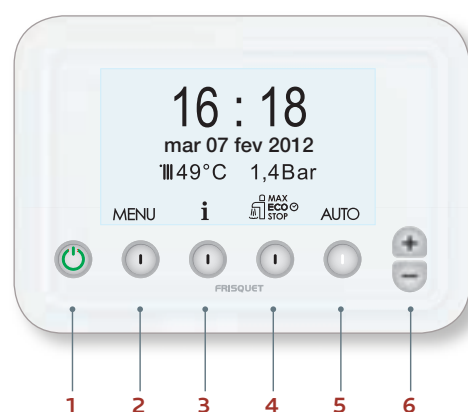 16 : 18
mar 07 fev 2012
49°C 1,4Bar
MENU i MAX ECO STOP AUTO
FRISQUET
1 2 3 4 5 6